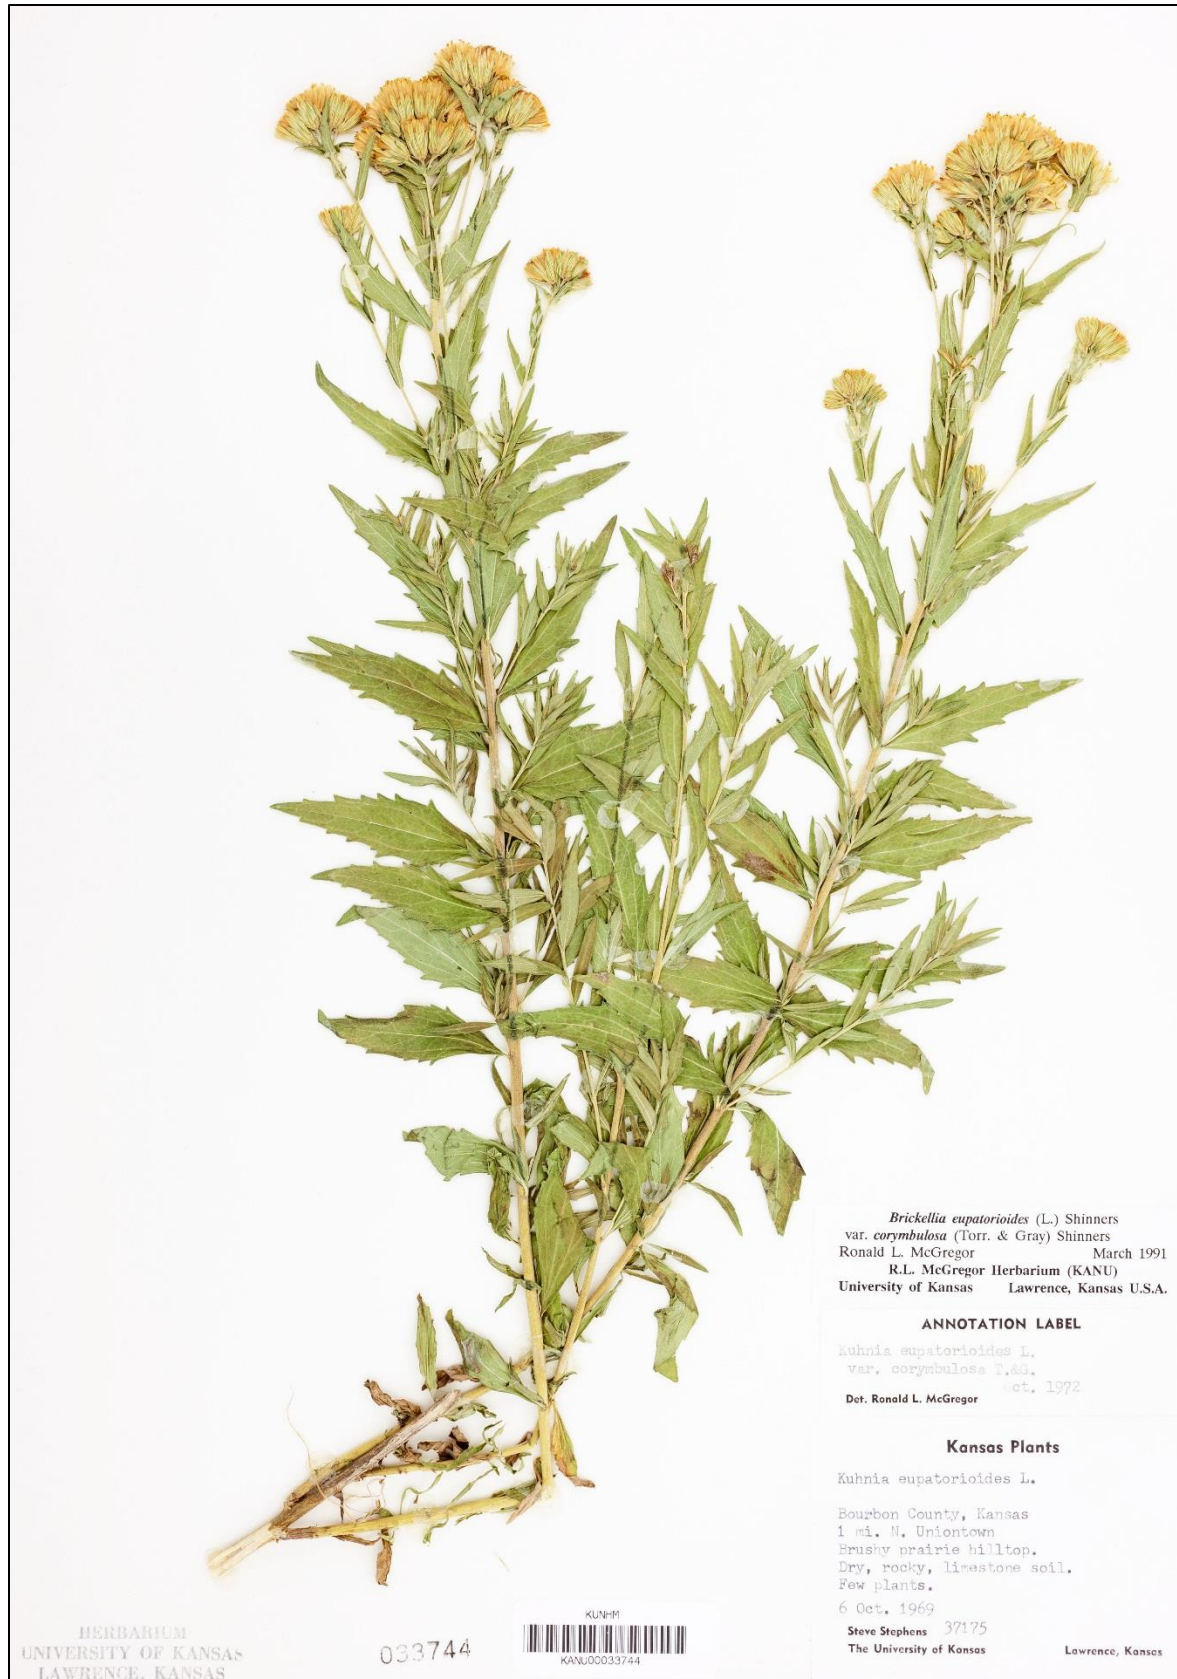 Brickellia eupatorioides (L.) Shinners
var. corymbulosa (Torr. & Gray) Shinners
Ronald L. McGregor March 1991
R.L. McGregor Herbarium (KANU)
University of Kansas Lawrence, Kansas U.S.A.
ANNOTATION LABEL
Kuhnia eupatorioides L.
var. corymbulosa T.&G.
Oct. 1972
Det. Ronald L. McGregor
Kansas Plants
Kuhnia eupatorioides L.
Bourbon County, Kansas
1 mi. N. Uniontown
Brushy prairie hilltop.
Dry, rocky, limestone soil.
Few plants.
6 Oct. 1969
Steve Stephens 37175
The University of Kansas Lawrence, Kansas
HERBARIUM
UNIVERSITY OF KANSAS
LAWRENCE, KANSAS
033744
KUNHM
KANU00033744